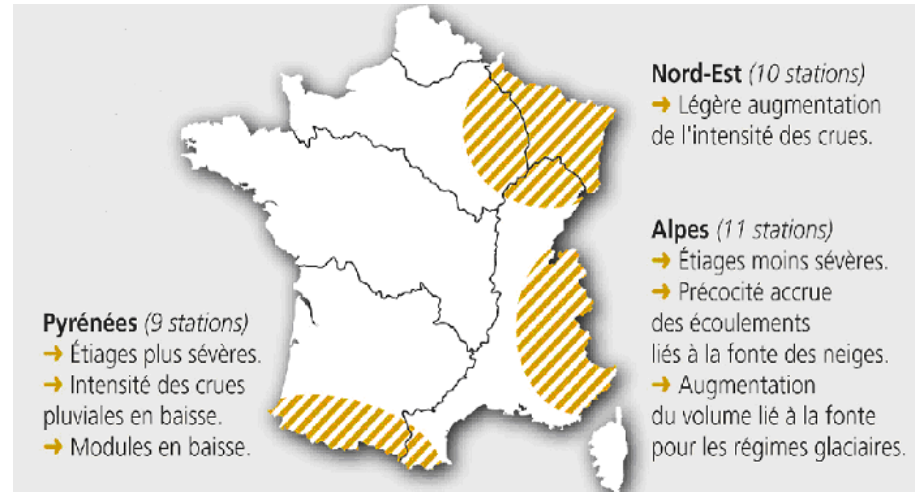 Nord-Est (10 stations)
➜ Légère augmentation
de l'intensité des crues.
Alpes (11 stations)
➜ Étiages moins sévères.
➜ Précocité accrue
des écoulements
liés à la fonte des neiges.
➜ Augmentation
du volume lié à la fonte
pour les régimes glaciaires.
Pyrénées (9 stations)
➜ Étiages plus sévères.
➜ Intensité des crues
pluviales en baisse.
➜ Modules en baisse.